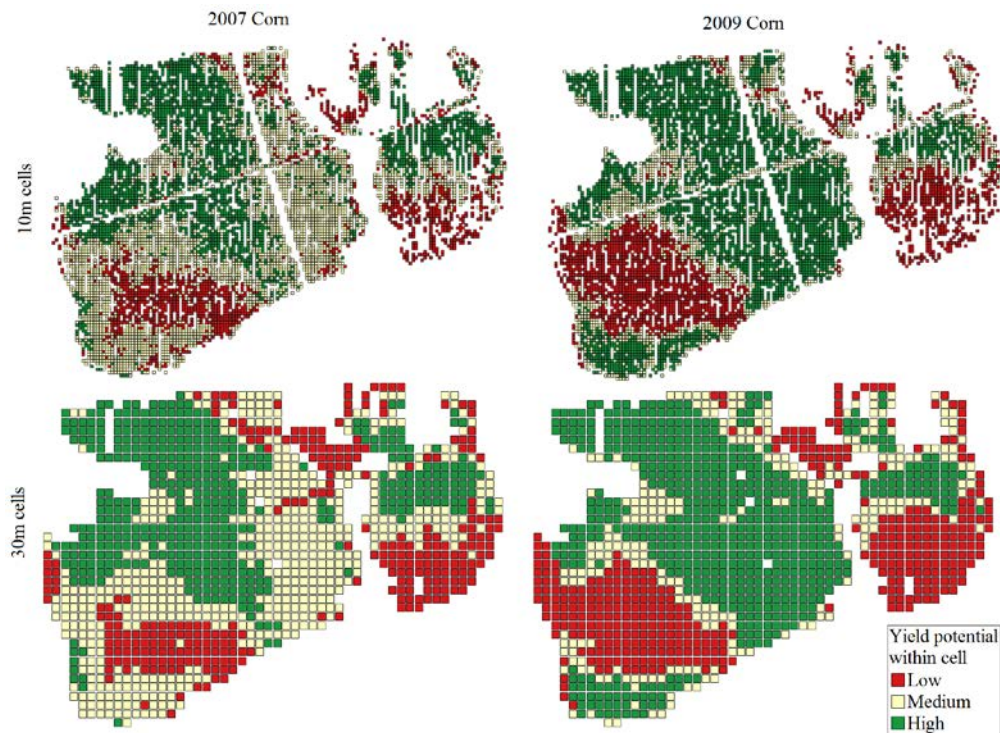 2007 Corn
2009 Corn
10m cells
30m cells
Yield potential
within cell
Low
Medium
High